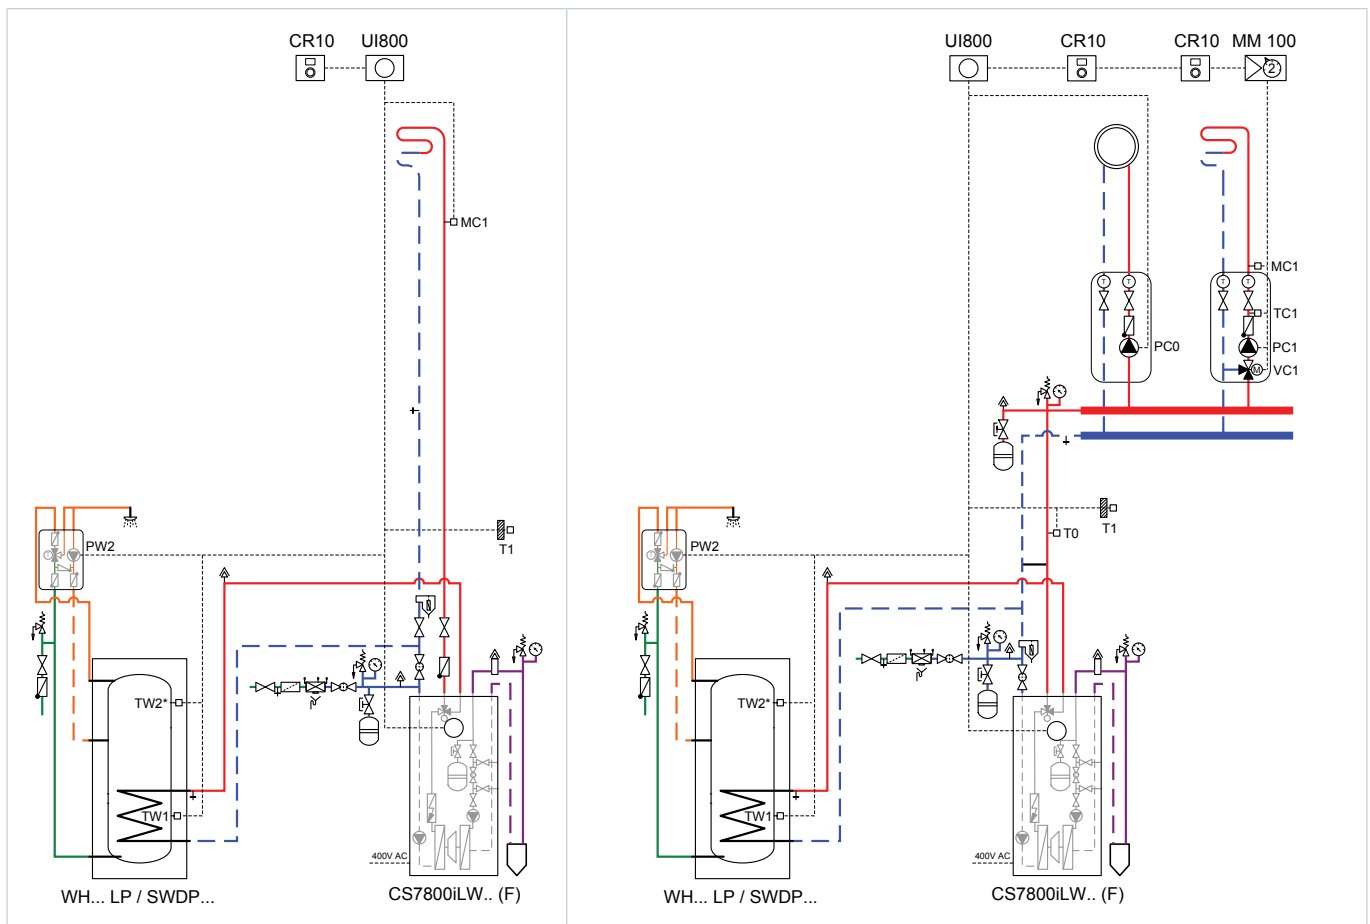 CR10 UI800
MC1
PW2
T1
TW2*
TW1
400V AC
WH... LP / SWDP...
CS7800iLW.. (F)
UI800 CR10 CR10 MM 100
2
MC1
T T T T
TC1
PC0 PC1
M VC1
T0 T1
PW2
TW2*
TW1
400V AC
WH... LP / SWDP...
CS7800iLW.. (F)